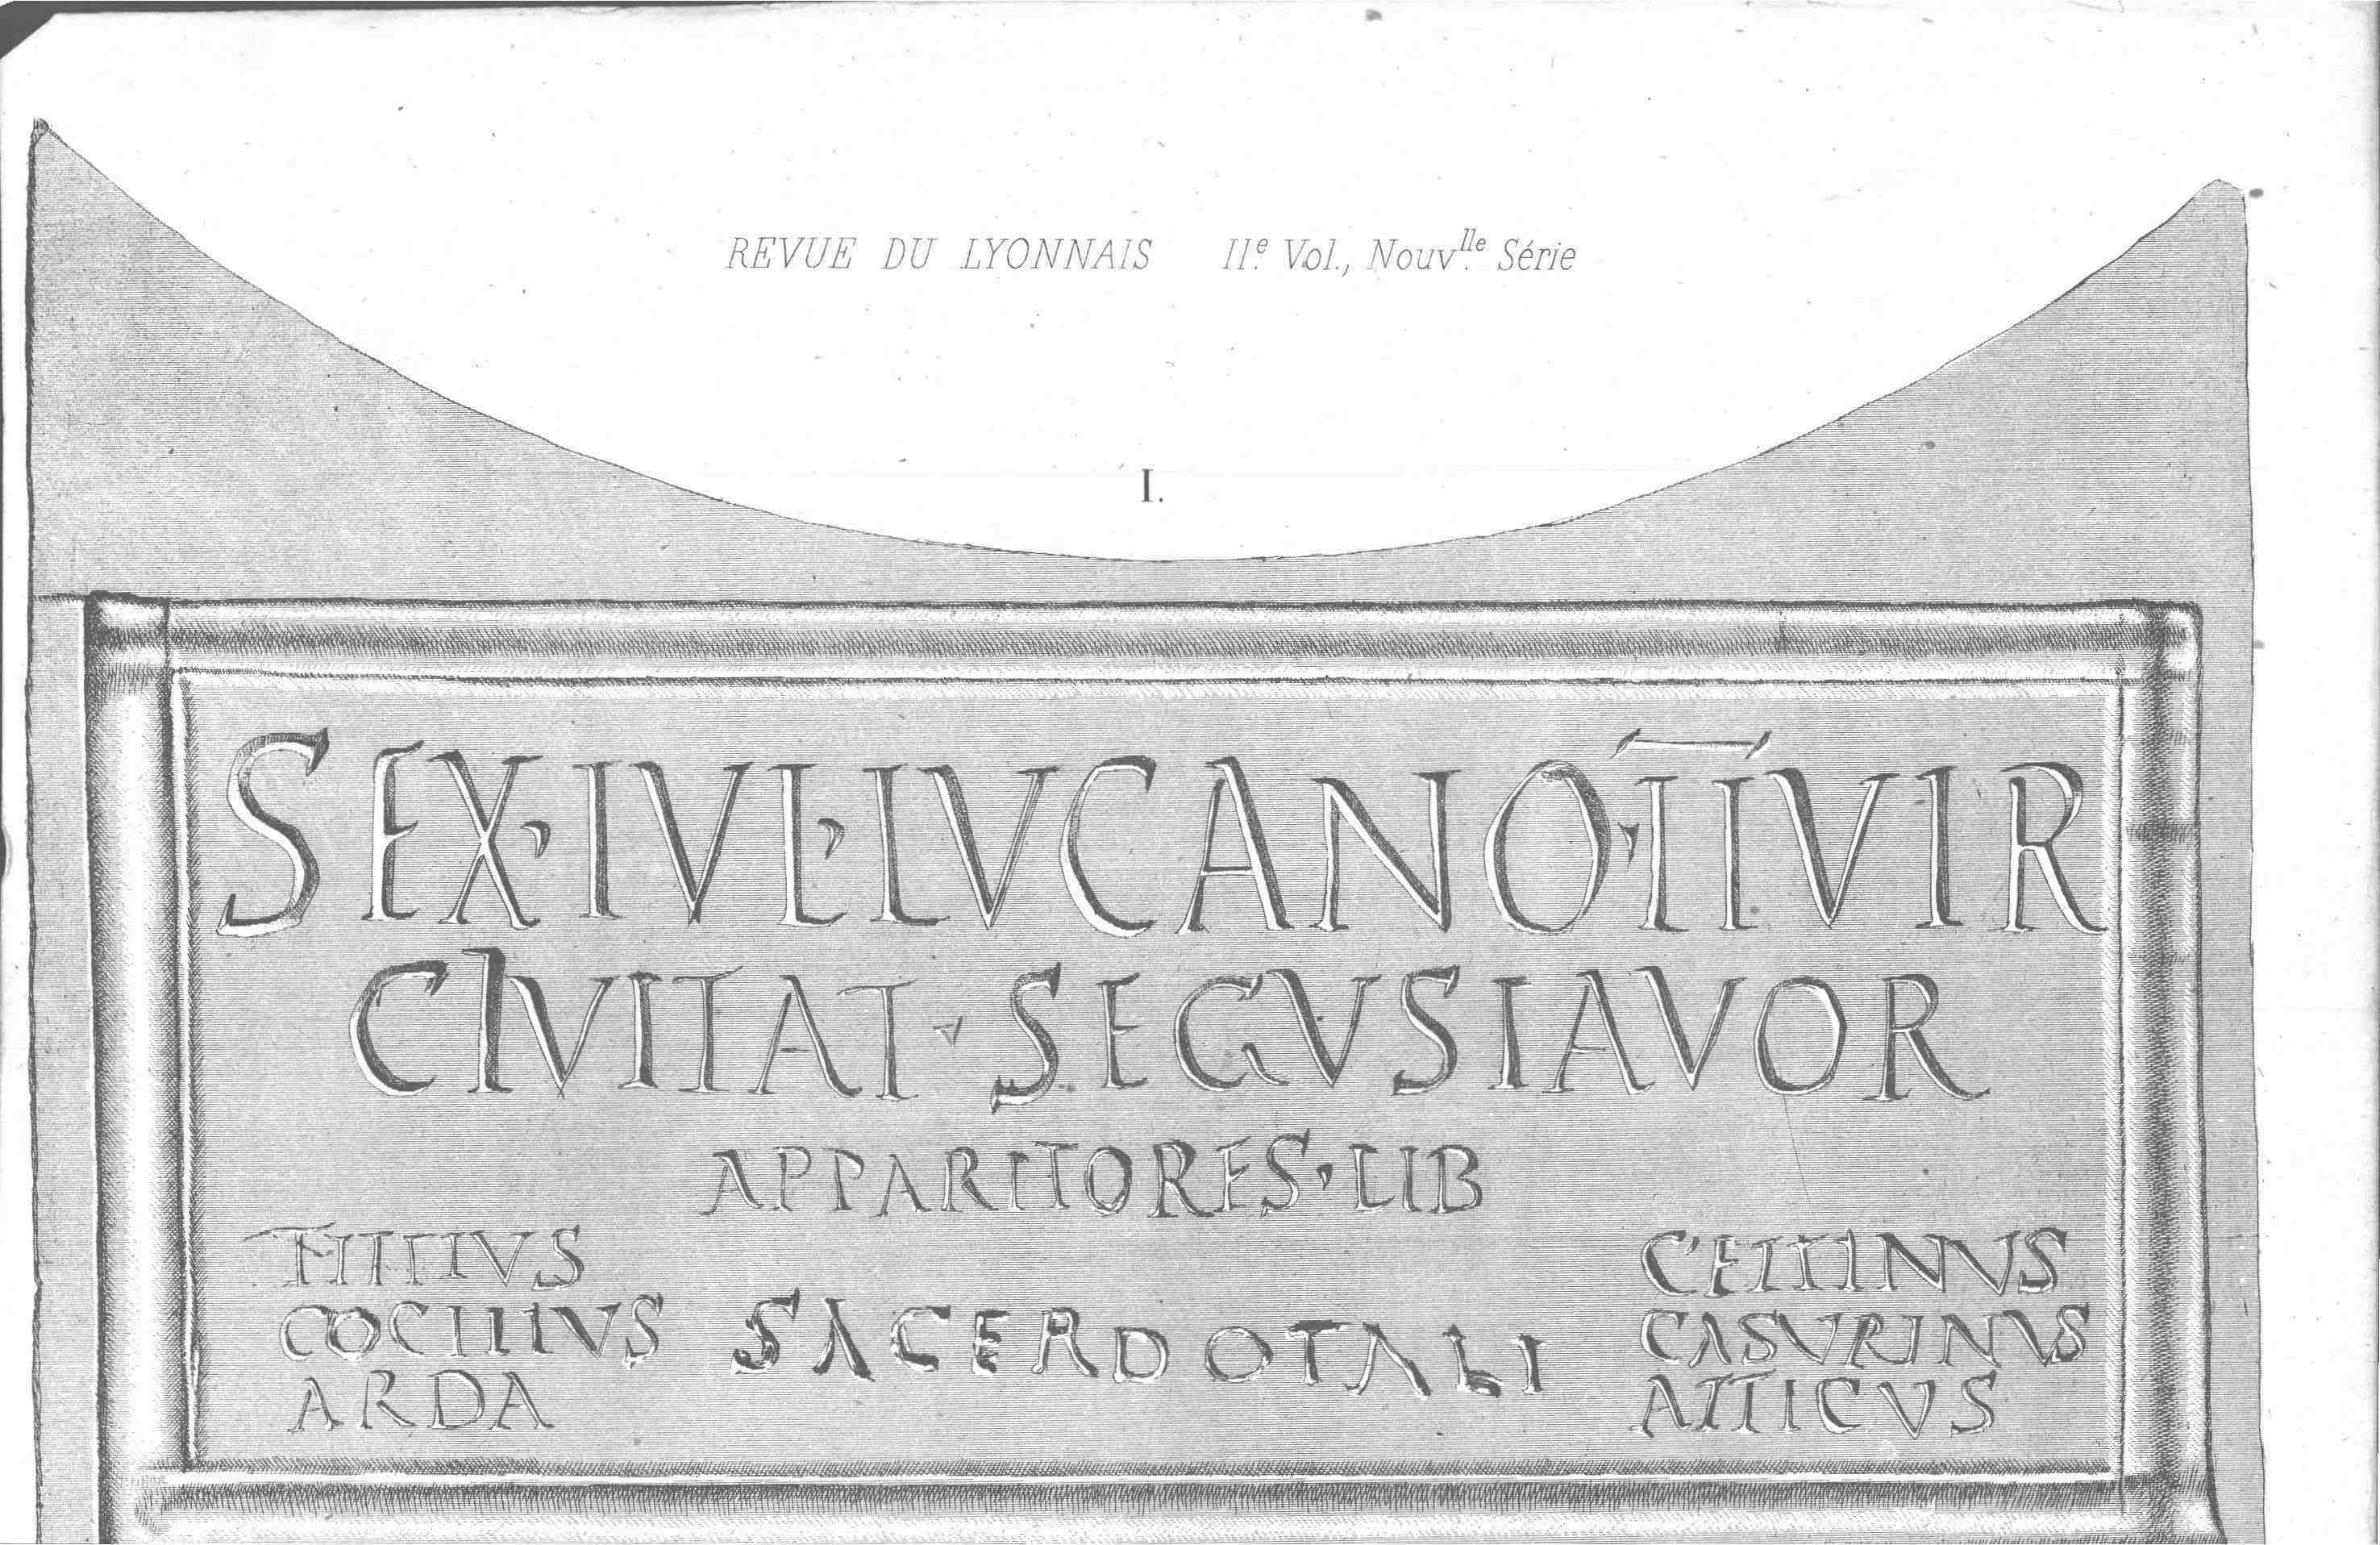 REVUE DU LYONNAIS IIe Vol., Nouvlle Série
I.
SEX·IVL·LVCANO·IIVIR
CIVITAT·SEGVSIAVOR
APPARITORES·LIB
TITTIVS
COCILLVS
ARDA
SACERDOTALI
CETTINVS
CASVRINVS
ATTICVS